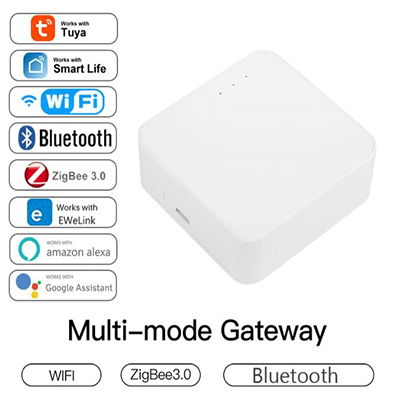 Works with
Tuya
Works with
Smart Life
WiFi
Bluetooth
ZigBee 3.0
Works with
EWeLink
WORKS WITH
amazon alexa
WORKS WITH
Google Assistant
Multi-mode Gateway
WIFI
ZigBee3.0
Bluetooth